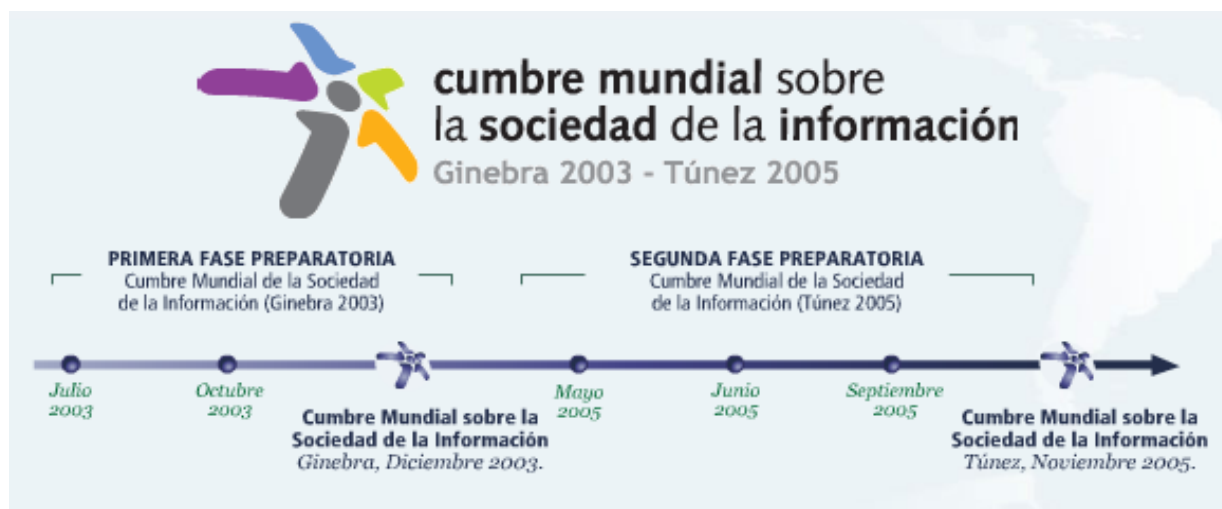 cumbre mundial sobre
la sociedad de la información
Ginebra 2003 - Túnez 2005
PRIMERA FASE PREPARATORIA
Cumbre Mundial de la Sociedad
de la Información (Ginebra 2003)
SEGUNDA FASE PREPARATORIA
Cumbre Mundial de la Sociedad
de la Información (Túnez 2005)
Julio
2003
Octubre
2003
Cumbre Mundial sobre la
Sociedad de la Información
Ginebra, Diciembre 2003.
Mayo
2005
Junio
2005
Septiembre
2005
Cumbre Mundial sobre la
Sociedad de la Información
Túnez, Noviembre 2005.